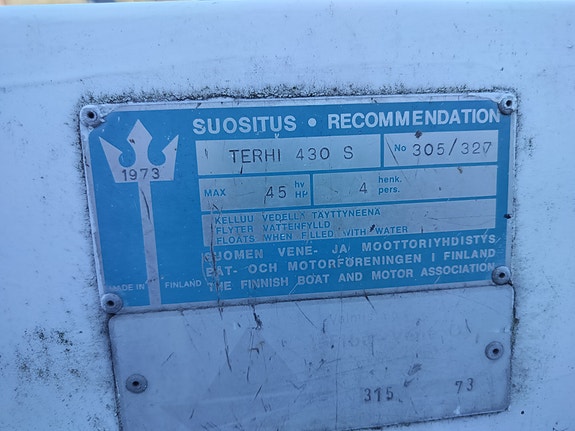 SUOSITUS • RECOMMENDATION
1973
TERHI 430 S No 305/327
MAX 45 hv HP 4 henk. pers.
KELLUU VEDELLÄ TÄYTTYNEENÄ
FLYTER VATTENFYLLD
FLOATS WHEN FILLED WITH WATER
SUOMEN VENE- JA MOOTTORIYHDISTYS
BÅT- OCH MOTORFÖRENINGEN I FINLAND
MADE IN FINLAND THE FINNISH BOAT AND MOTOR ASSOCIATION
315 73